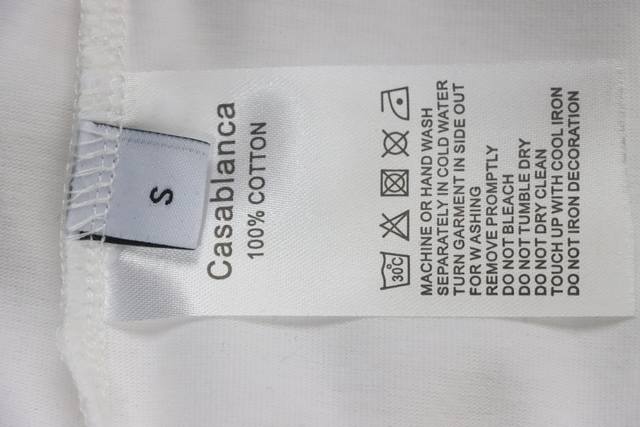 S
Casablanca
100% COTTON
30°C
MACHINE OR HAND WASH
SEPARATELY IN COLD WATER
TURN GARMENT IN SIDE OUT
FOR WASHING
REMOVE PROMPTLY
DO NOT BLEACH
DO NOT TUMBLE DRY
DO NOT DRY CLEAN
TOUCH UP WITH COOL IRON
DO NOT IRON DECORATION